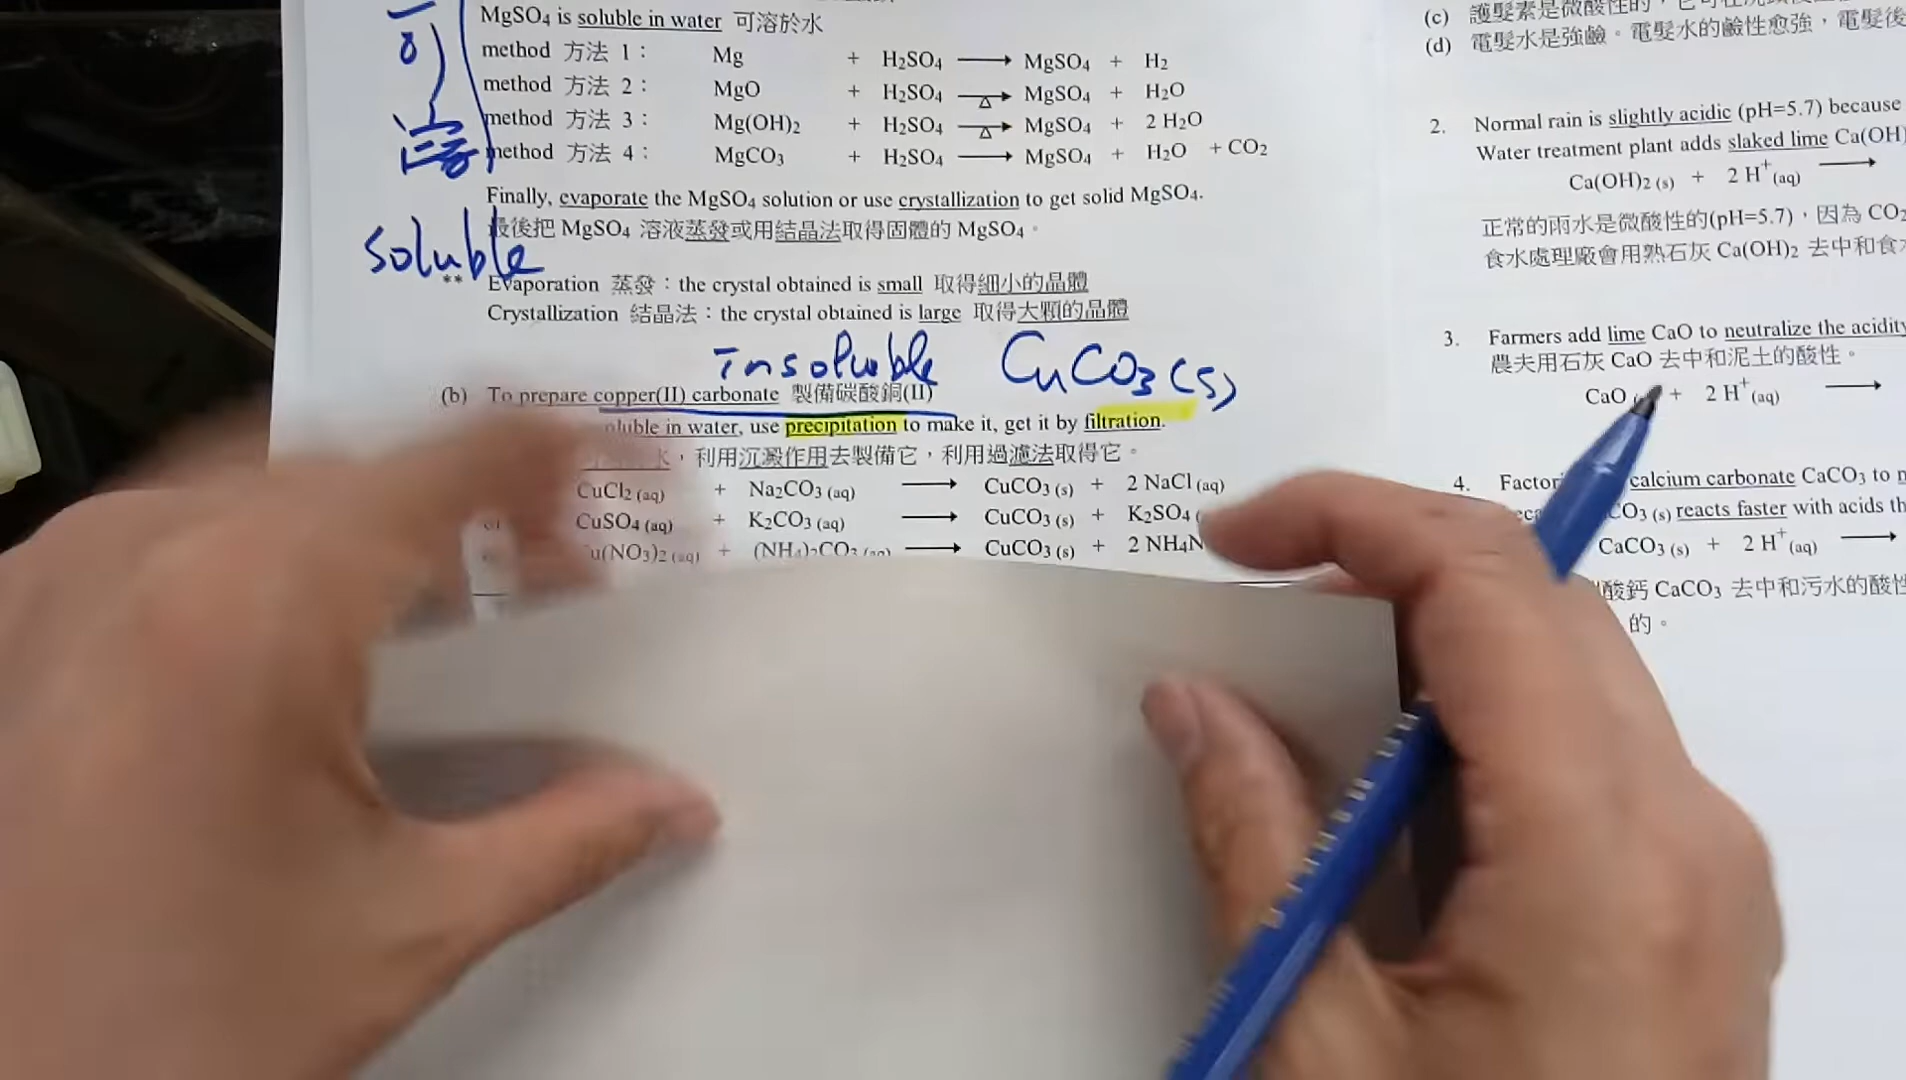 MgSO4 is soluble in water 可溶於水
method 方法 1： Mg + H2SO4 → MgSO4 + H2
method 方法 2： MgO + H2SO4 △→ MgSO4 + H2O
method 方法 3： Mg(OH)2 + H2SO4 △→ MgSO4 + 2 H2O
method 方法 4： MgCO3 + H2SO4 → MgSO4 + H2O + CO2
可溶
Finally, evaporate the MgSO4 solution or use crystallization to get solid MgSO4.
最後把 MgSO4 溶液蒸發或用結晶法取得固體的 MgSO4。
soluble
** Evaporation 蒸發：the crystal obtained is small 取得細小的晶體
Crystallization 結晶法：the crystal obtained is large 取得大顆的晶體
insoluble CuCO3(s)
(b) To prepare copper(II) carbonate 製備碳酸銅(II)
in water, use precipitation to make it, get it by filtration.
水，利用沉澱作用去製備它，利用過濾法取得它。
CuCl2 (aq) + Na2CO3 (aq) → CuCO3 (s) + 2 NaCl (aq)
CuSO4 (aq) + K2CO3 (aq) → CuCO3 (s) + K2SO4
(NO3)2 (aq) + (NH4)2CO3 (aq) → CuCO3 (s) + 2
(c) 護髮素是微酸性的，
(d) 電髮水是強鹼。電髮水的鹼性愈強，電髮後
2. Normal rain is slightly acidic (pH=5.7) because
Water treatment plant adds slaked lime
Ca(OH)2 (s) + 2 H+ (aq) →
正常的雨水是微酸性的(pH=5.7)，因為
食水處理廠會用熟石灰 Ca(OH)2 去中和食
3. Farmers add lime CaO to neutralize the acidity
農夫用石灰 CaO 去中和泥土的酸性。
CaO + 2 H+ (aq) →
4. calcium carbonate CaCO3 to
reacts faster with acids
CaCO3 (s) + 2 H+ (aq) →
酸鈣 CaCO3 去中和污水的酸
的。